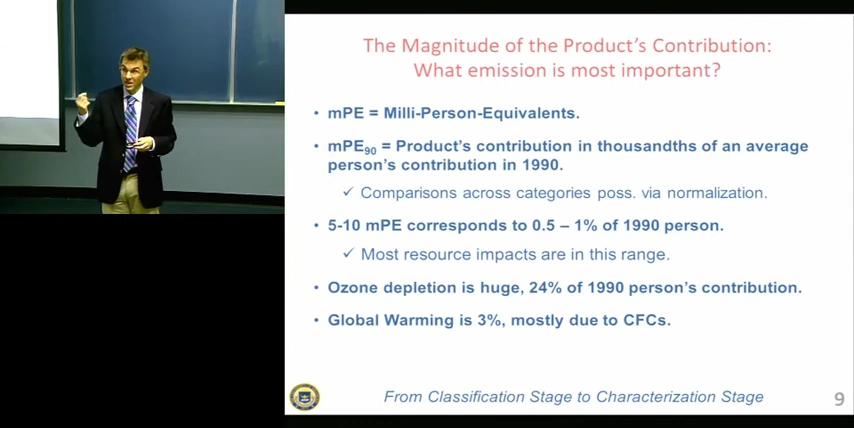 The Magnitude of the Product's Contribution:
What emission is most important?
• mPE = Milli-Person-Equivalents.
• mPE90 = Product's contribution in thousandths of an average
person's contribution in 1990.
✓ Comparisons across categories poss. via normalization.
• 5-10 mPE corresponds to 0.5 – 1% of 1990 person.
✓ Most resource impacts are in this range.
• Ozone depletion is huge, 24% of 1990 person's contribution.
• Global Warming is 3%, mostly due to CFCs.
From Classification Stage to Characterization Stage
9